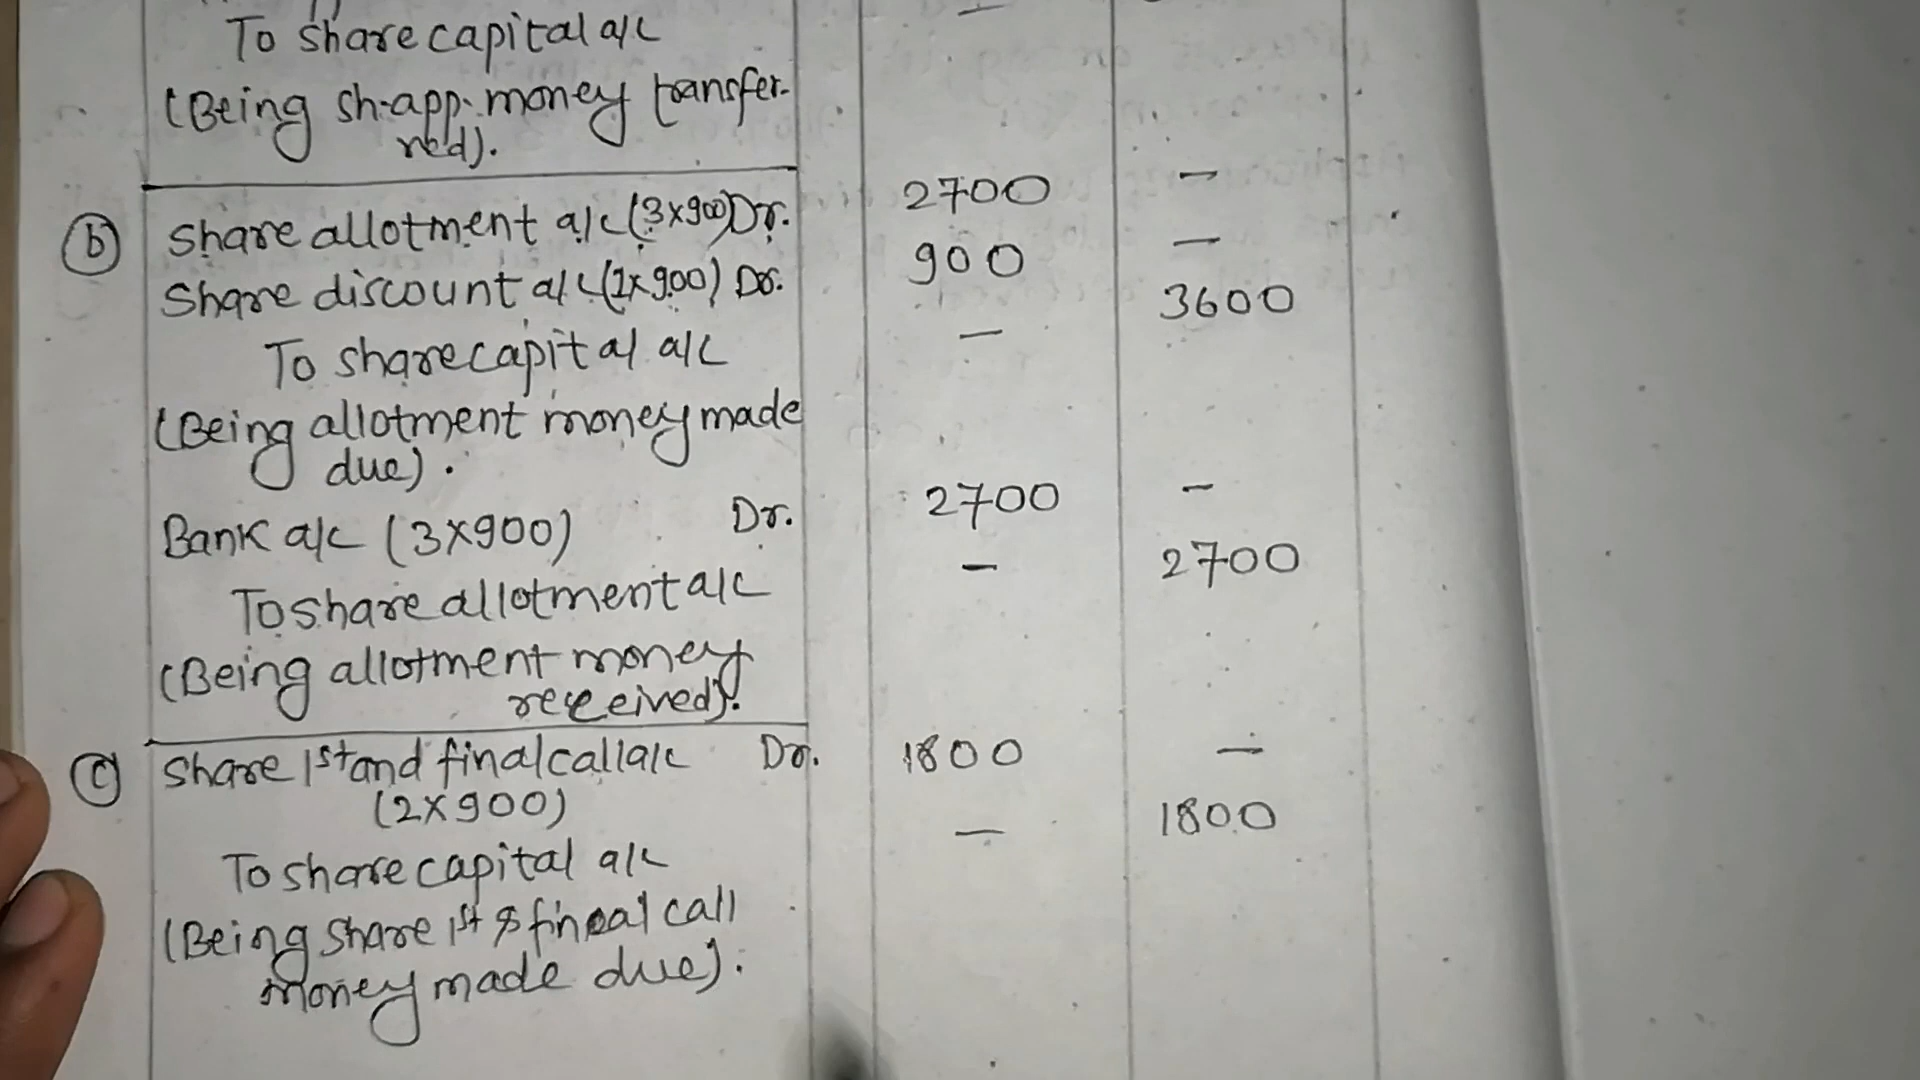 To share capital a/c
(Being sh. app. money transfer-
red).
(b) Share allotment a/c (3x900) Dr. 2700 —
Share discount a/c (1x900) Dr. 900 —
To share capital a/c — 3600
(Being allotment money made
due).
Bank a/c (3x900) Dr. 2700 —
To share allotment a/c — 2700
(Being allotment money
received).
(c) Share 1st and final call a/c Dr. 1800 —
(2x900)
To share capital a/c — 1800
(Being share 1st & final call
money made due).